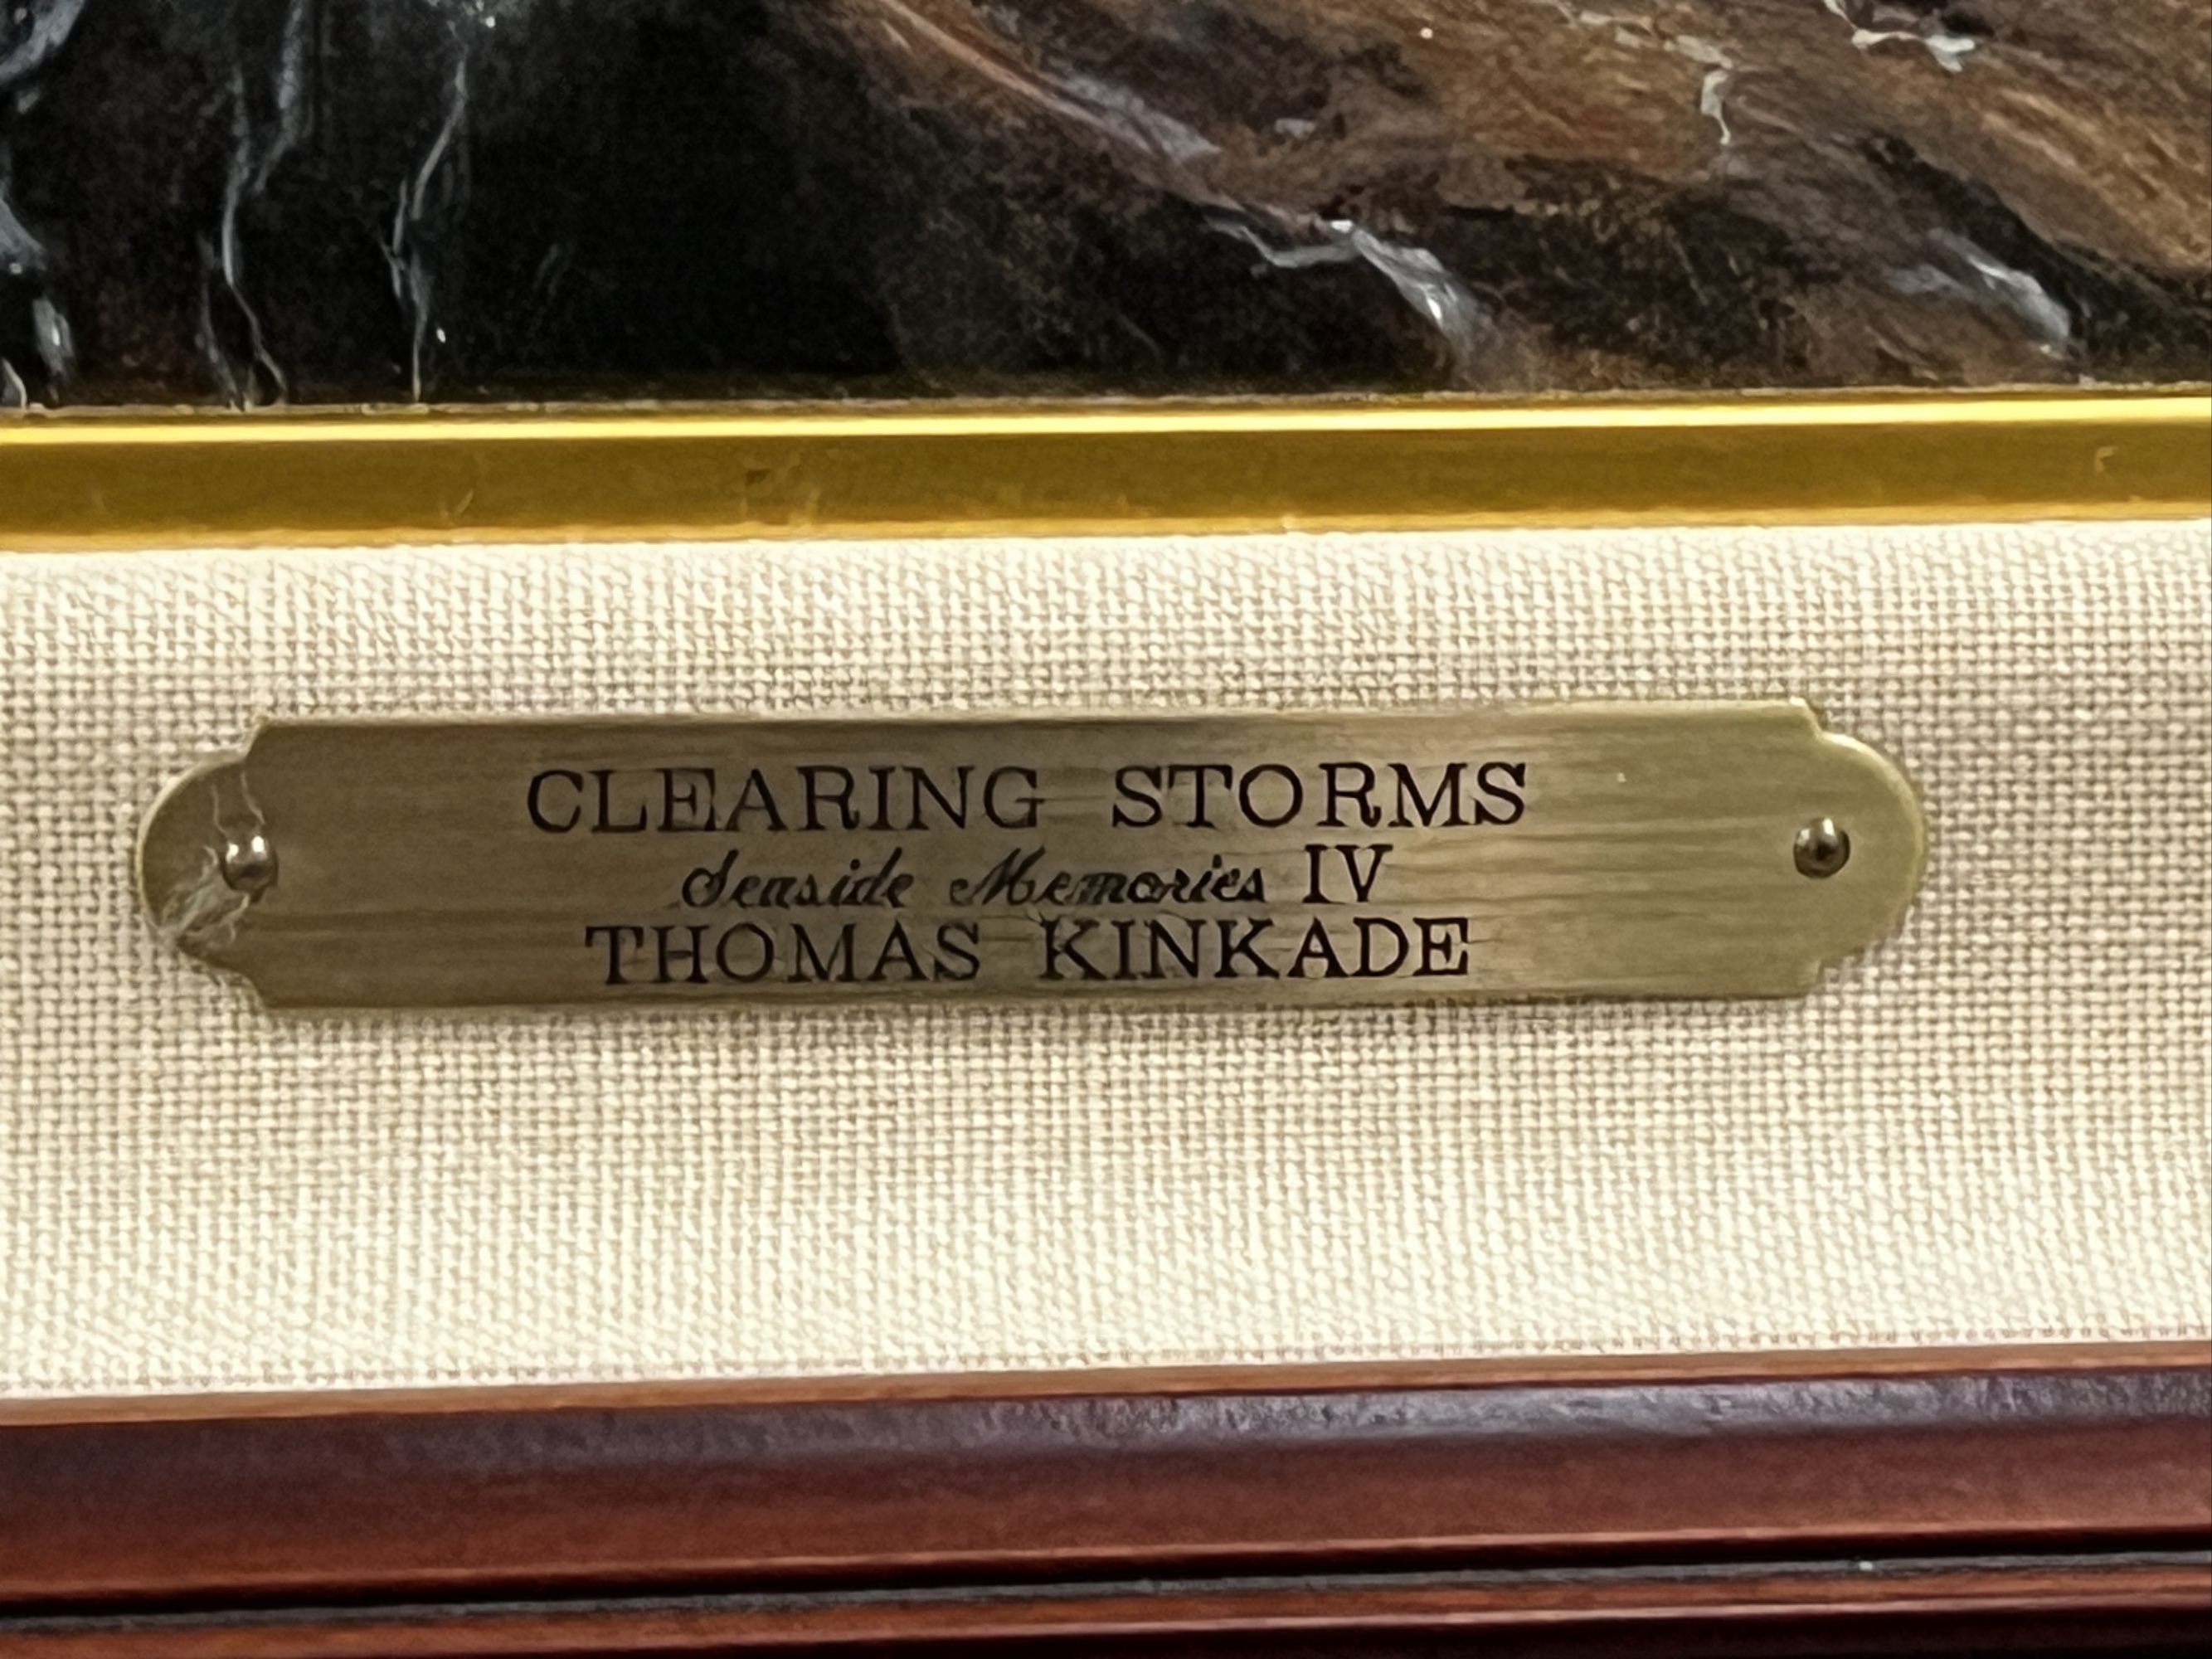 CLEARING STORMS
Seaside Memories IV
THOMAS KINKADE